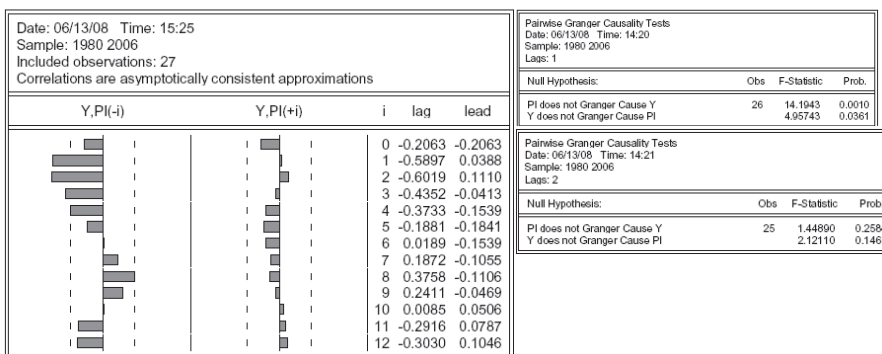 Date: 06/13/08 Time: 15:25
Sample: 1980 2006
Included observations: 27
Correlations are asymptotically consistent approximations
Y,PI(-i) Y,PI(+i) i lag lead
0 -0.2063 -0.2063
1 -0.5897 0.0388
2 -0.6019 0.1110
3 -0.4352 -0.0413
4 -0.3733 -0.1539
5 -0.1881 -0.1841
6 0.0189 -0.1539
7 0.1872 -0.1055
8 0.3758 -0.1106
9 0.2411 -0.0469
10 0.0085 0.0506
11 -0.2916 0.0787
12 -0.3030 0.1046
Pairwise Granger Causality Tests
Date: 06/13/08 Time: 14:20
Sample: 1980 2006
Lags: 1
Null Hypothesis: Obs F-Statistic Prob.
PI does not Granger Cause Y 26 14.1943 0.0010
Y does not Granger Cause PI 4.95743 0.0361
Pairwise Granger Causality Tests
Date: 06/13/08 Time: 14:21
Sample: 1980 2006
Lags: 2
Null Hypothesis: Obs F-Statistic Prob
PI does not Granger Cause Y 25 1.44890 0.258
Y does not Granger Cause PI 2.12110 0.146